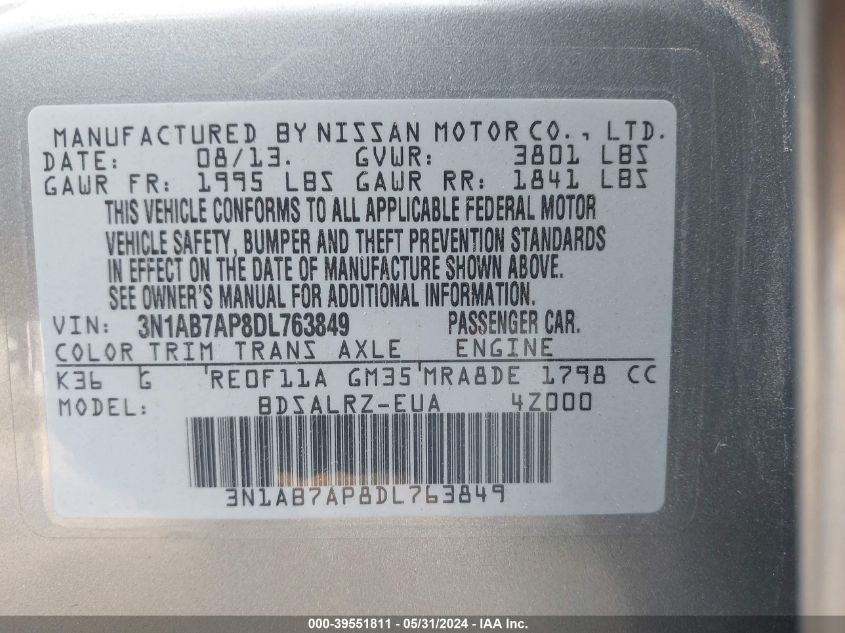 MANUFACTURED BY NISSAN MOTOR CO., LTD.
DATE: 08/13. GVWR: 3801 LBS
GAWR FR: 1995 LBS GAWR RR: 1841 LBS
THIS VEHICLE CONFORMS TO ALL APPLICABLE FEDERAL MOTOR
VEHICLE SAFETY, BUMPER AND THEFT PREVENTION STANDARDS
IN EFFECT ON THE DATE OF MANUFACTURE SHOWN ABOVE.
SEE OWNER'S MANUAL FOR ADDITIONAL INFORMATION.
VIN: 3N1AB7AP8DL763849 PASSENGER CAR.
COLOR TRIM TRANS AXLE ENGINE
K36 G RE0F11A GM35 MRA8DE 1798 CC
MODEL: BDSALRZ-EUA 4Z000
3N1AB7AP8DL763849
000-39551811 - 05/31/2024 - IAA Inc.